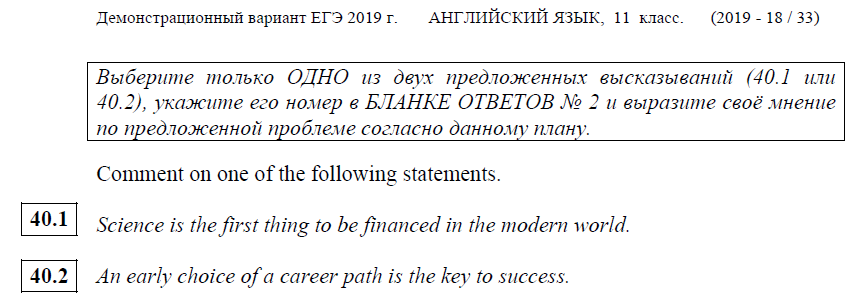 Демонстрационный вариант ЕГЭ 2019 г. АНГЛИЙСКИЙ ЯЗЫК, 11 класс. (2019 - 18 / 33)
Выберите только ОДНО из двух предложенных высказываний (40.1 или
40.2), укажите его номер в БЛАНКЕ ОТВЕТОВ № 2 и выразите своё мнение
по предложенной проблеме согласно данному плану.
Comment on one of the following statements.
40.1 Science is the first thing to be financed in the modern world.
40.2 An early choice of a career path is the key to success.